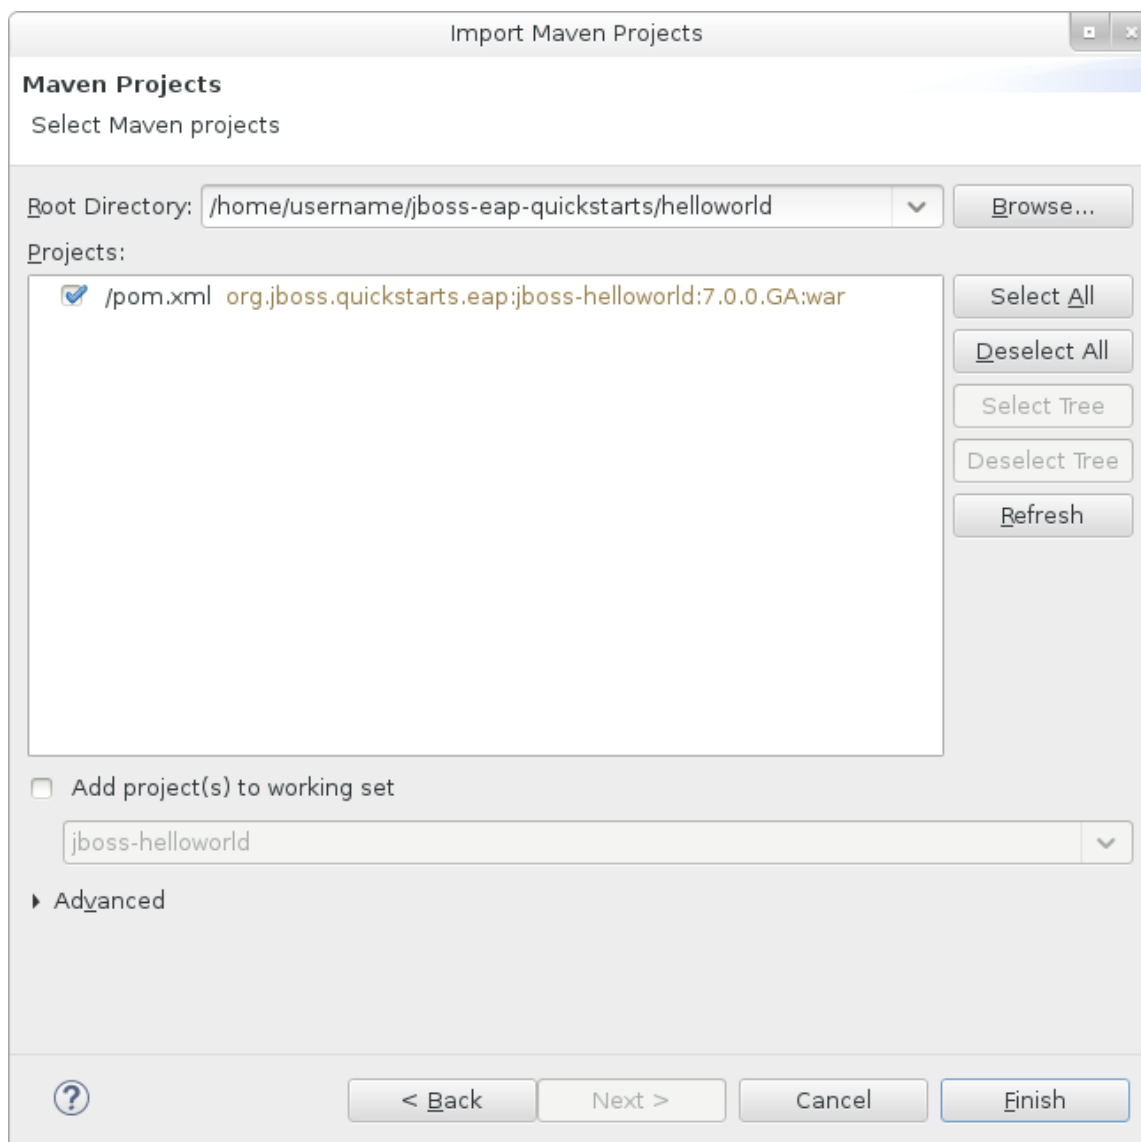 Import Maven Projects
Maven Projects
Select Maven projects
Root Directory: /home/username/jboss-eap-quickstarts/helloworld Browse...
Projects:
/pom.xml org.jboss.quickstarts.eap:jboss-helloworld:7.0.0.GA:war
Select All
Deselect All
Select Tree
Deselect Tree
Refresh
Add project(s) to working set
jboss-helloworld
Advanced
? < Back Next > Cancel Finish